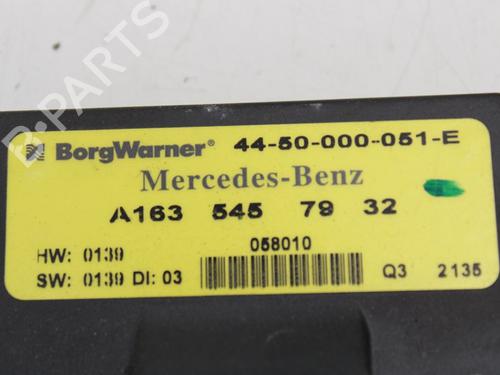 BorgWarner® 44-50-000-051-E
Mercedes-Benz
A163 545 79 32
HW: 0139 058010
SW: 0139 DI: 03 Q3 2135